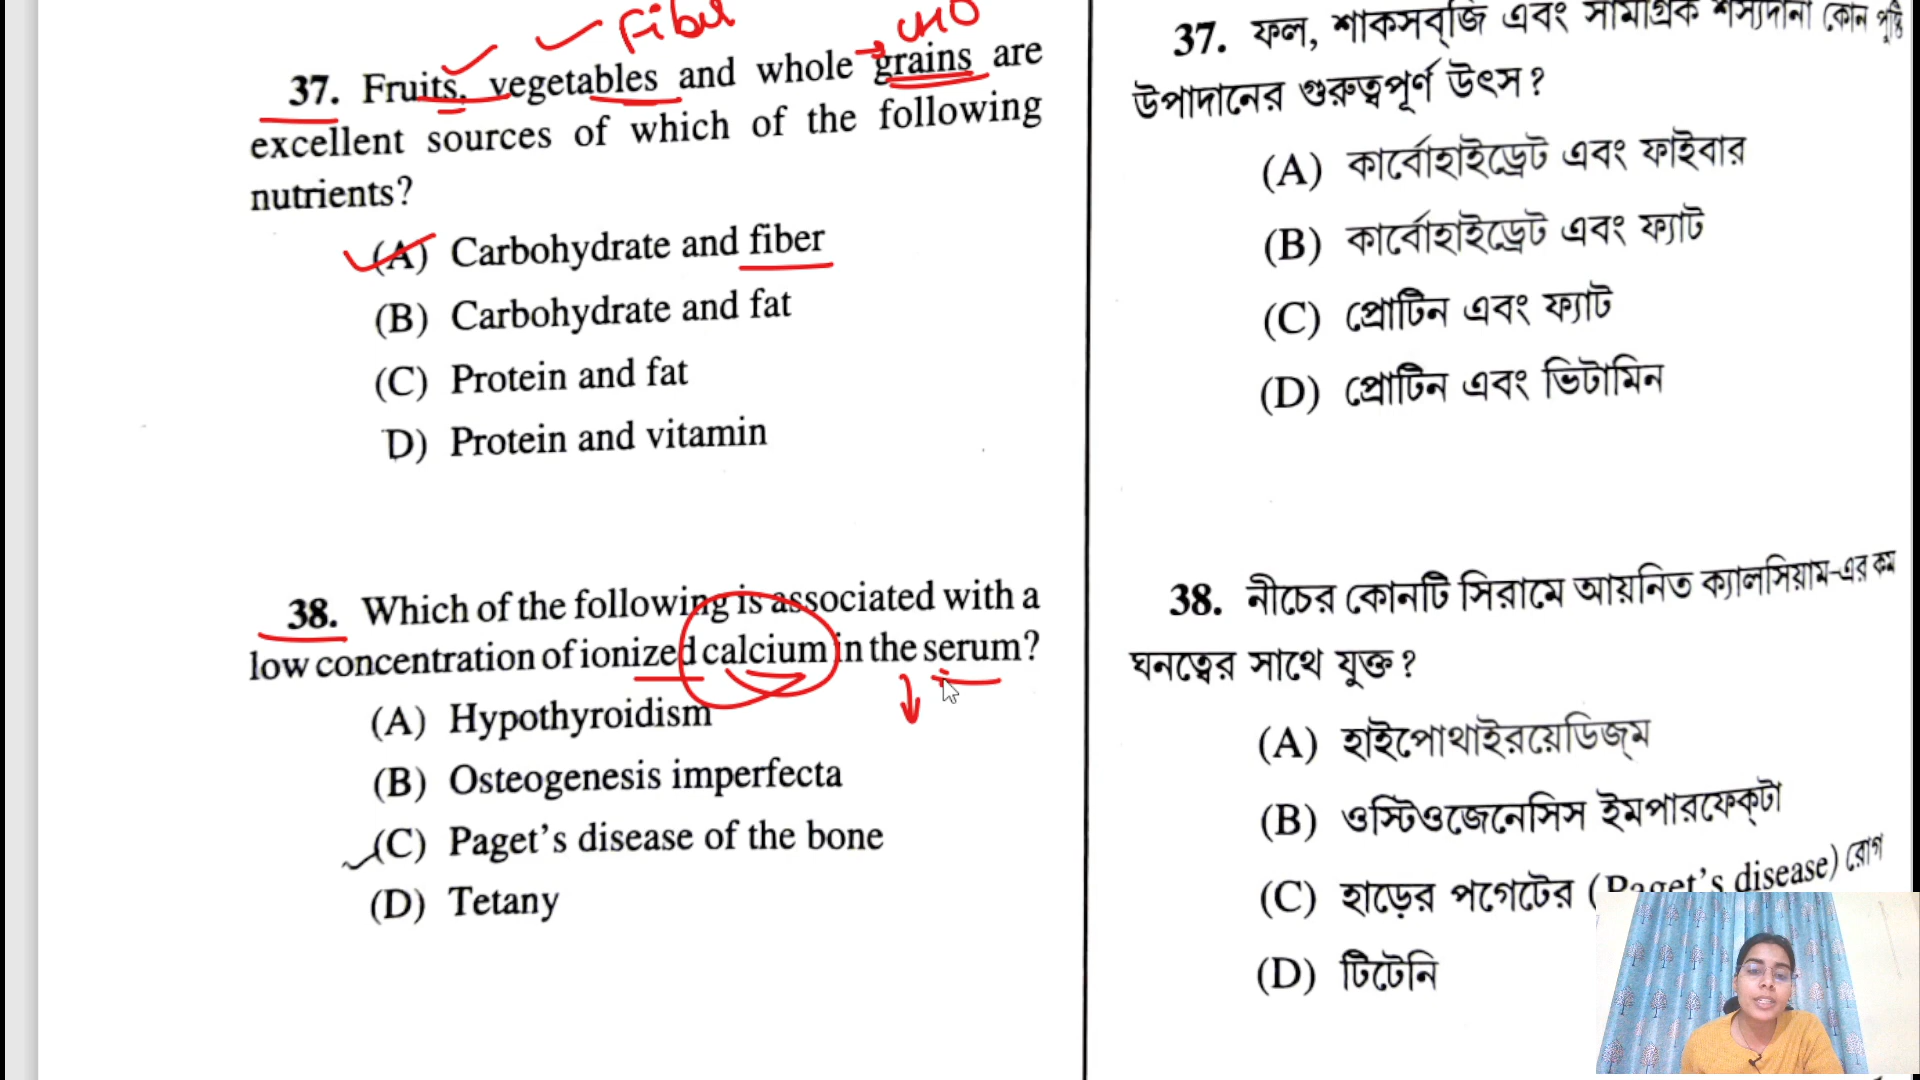 Fiber
CHO
37. Fruits, vegetables and whole grains are
excellent sources of which of the following
nutrients?
(A) Carbohydrate and fiber
(B) Carbohydrate and fat
(C) Protein and fat
D) Protein and vitamin
38. Which of the following is associated with a
low concentration of ionized calcium in the serum?
(A) Hypothyroidism
(B) Osteogenesis imperfecta
(C) Paget's disease of the bone
(D) Tetany
37. ফল, শাকসব্জি এবং সামাগ্রিক শস্যদানা কোন পুষ্টি
উপাদানের গুরুত্বপূর্ণ উৎস?
(A) কার্বোহাইড্রেট এবং ফাইবার
(B) কার্বোহাইড্রেট এবং ফ্যাট
(C) প্রোটিন এবং ফ্যাট
(D) প্রোটিন এবং ভিটামিন
38. নীচের কোনটি সিরামে আয়নিত ক্যালসিয়াম-এর কম
ঘনত্বের সাথে যুক্ত?
(A) হাইপোথাইরয়েডিজ্‌ম
(B) ওস্টিওজেনেসিস ইমপারফেক্‌টা
(C) হাড়ের পগেটের (Paget's disease) রোগ
(D) টিটেনি